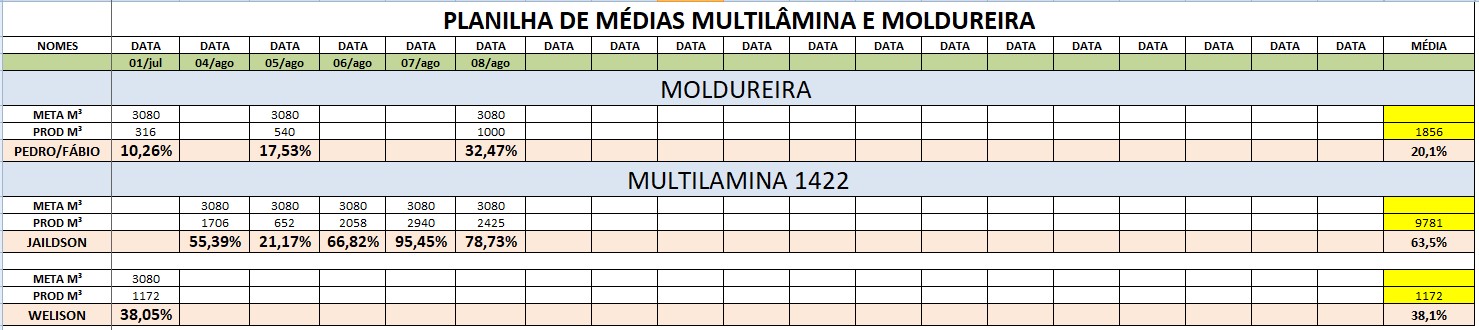 PLANILHA DE MÉDIAS MULTILÂMINA E MOLDUREIRA
NOMES DATA DATA DATA DATA DATA DATA DATA DATA DATA DATA DATA DATA DATA DATA DATA DATA DATA DATA DATA MÉDIA
01/jul 04/ago 05/ago 06/ago 07/ago 08/ago
MOLDUREIRA
META M³ 3080 3080 3080
PROD M³ 316 540 1000 1856
PEDRO/FÁBIO 10,26% 17,53% 32,47% 20,1%
MULTILAMINA 1422
META M³ 3080 3080 3080 3080 3080
PROD M³ 1706 652 2058 2940 2425 9781
JAILDSON 55,39% 21,17% 66,82% 95,45% 78,73% 63,5%
META M³ 3080
PROD M³ 1172 1172
WELISON 38,05% 38,1%